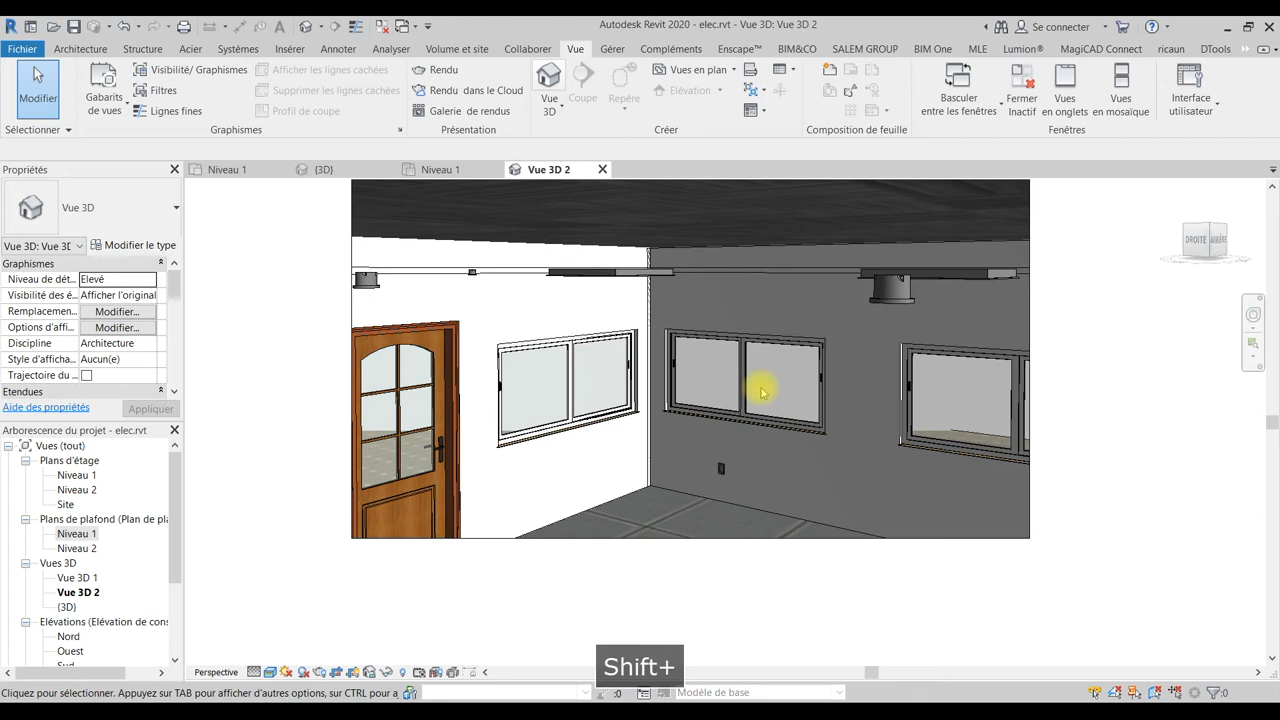 Autodesk Revit 2020 - elec.rvt - Vue 3D: Vue 3D 2
Se connecter
Fichier Architecture Structure Acier Systèmes Insérer Annoter Analyser Volume et site Collaborer Vue Gérer Compléments Enscape™ BIM&CO SALEM GROUP BIM One Lumion® MLE MagiCAD Connect ricaun DTools
Modifier
Gabarits
de vues
Visibilité/ Graphismes
Filtres
Lignes fines
Afficher les lignes cachées
Supprimer les lignes cachées
Profil de coupe
Rendu
Rendu dans le Cloud
Galerie de rendus
Vue
3D
Coupe
Repère
Vues en plan
Elévation
Basculer
entre les fenêtres
Fermer
Inactif
Vues
en onglets
Vues
en mosaïque
Interface
utilisateur
Sélectionner
Graphismes
Présentation
Créer
Composition de feuille
Fenêtres
Propriétés
Niveau 1
{3D}
Niveau 1
Vue 3D 2
Vue 3D
Vue 3D: Vue 3D
Modifier le type
Graphismes
Niveau de dét... Elevé
Visibilité des é... Afficher l'original
Remplacemen... Modifier...
Options d'affi... Modifier...
Discipline Architecture
Style d'afficha... Aucun(e)
Trajectoire du
Etendues
Aide des propriétés
Appliquer
Arborescence du projet - elec.rvt
Vues (tout)
Plans d'étage
Niveau 1
Niveau 2
Site
Plans de plafond (Plan de pla
Niveau 1
Niveau 2
Vues 3D
Vue 3D 1
Vue 3D 2
{3D}
Elévations (Elévation de cons
Nord
Ouest
Sud
DROITE ARRIÈRE
Shift+
Perspective
Cliquez pour sélectionner. Appuyez sur TAB pour afficher d'autres options, sur CTRL pour a
:0
Modèle de base
:0